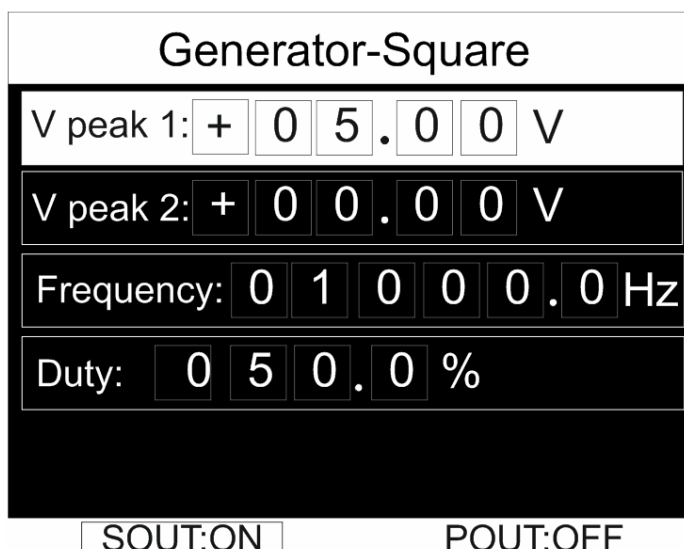 Generator-Square
V peak 1: + 0 5 . 0 0 V
V peak 2: + 0 0 . 0 0 V
Frequency: 0 1 0 0 0 . 0 Hz
Duty: 0 5 0 . 0 %
SOUT:ON POUT:OFF